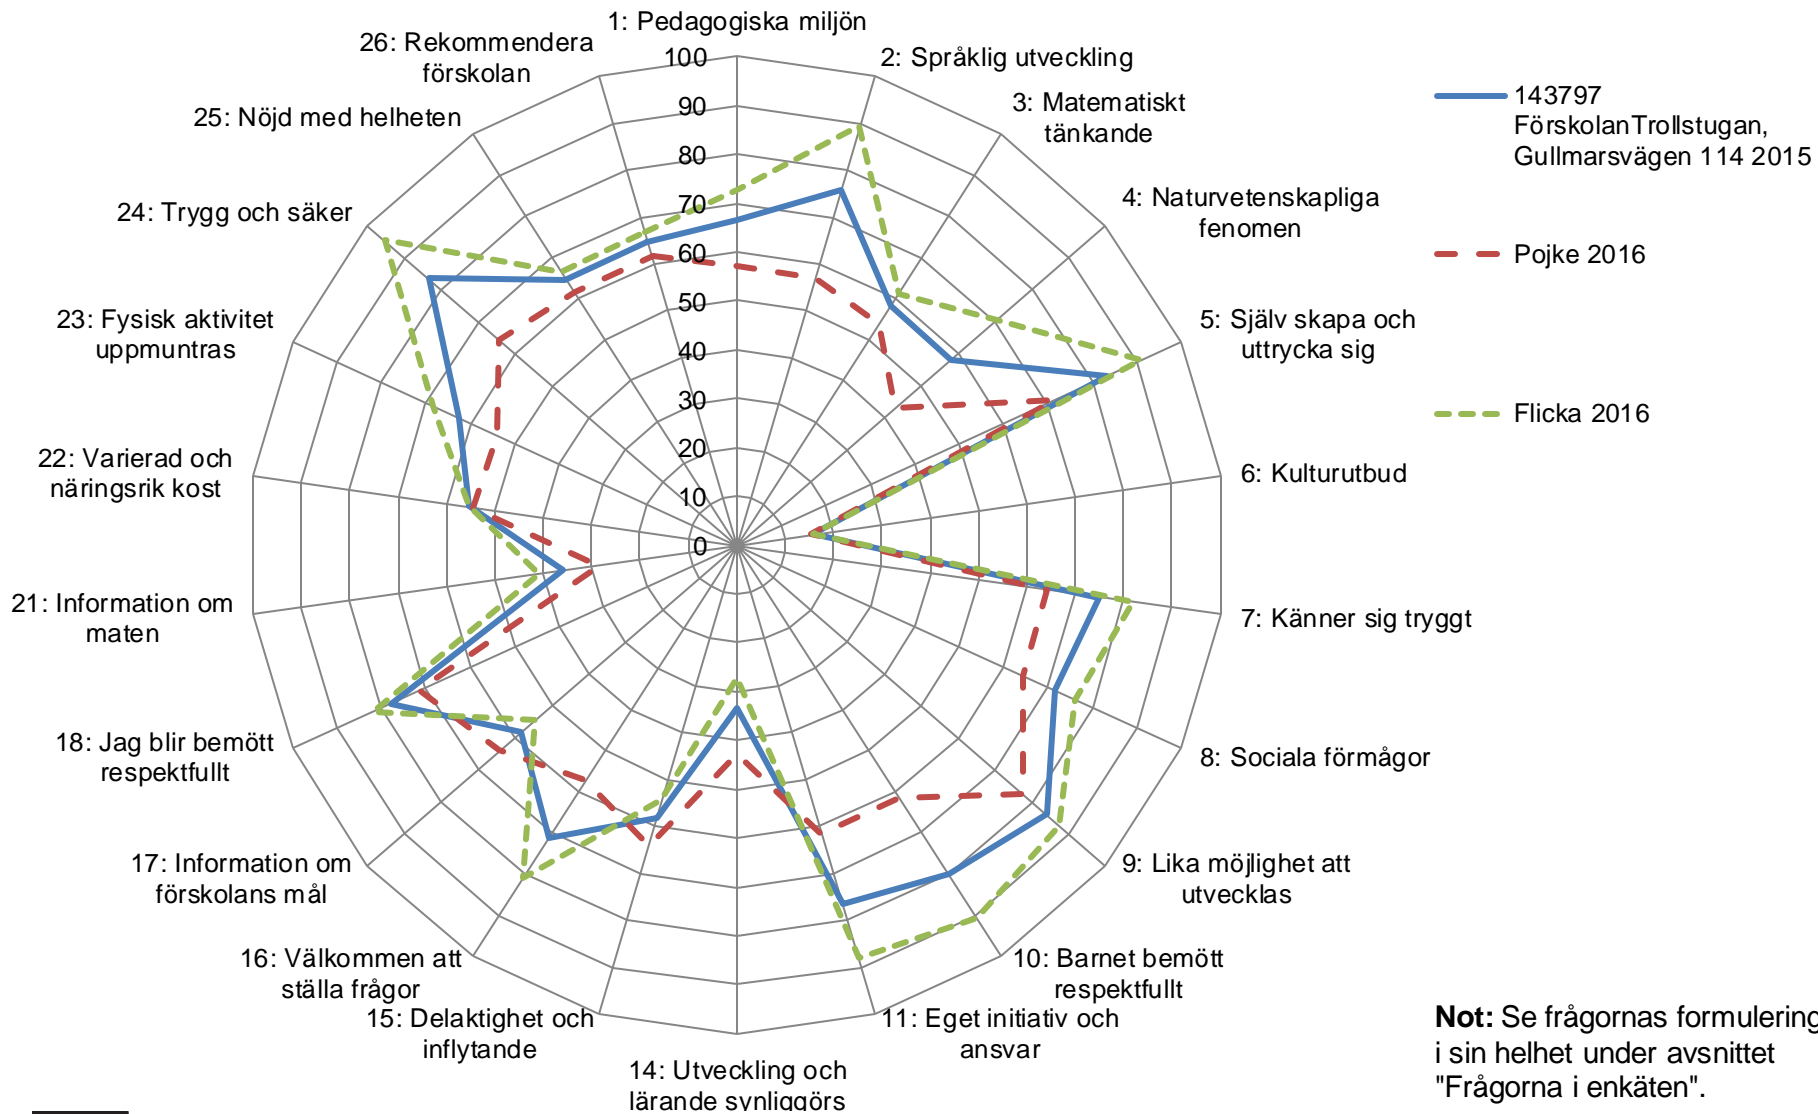 1: Pedagogiska miljön
2: Språklig utveckling
3: Matematiskt
tänkande
4: Naturvetenskapliga
fenomen
5: Själv skapa och
uttrycka sig
6: Kulturutbud
7: Känner sig tryggt
8: Sociala förmågor
9: Lika möjlighet att
utvecklas
10: Barnet bemött
respektfullt
11: Eget initiativ och
ansvar
14: Utveckling och
lärande synliggörs
15: Delaktighet och
inflytande
16: Välkommen att
ställa frågor
17: Information om
förskolans mål
18: Jag blir bemött
respektfullt
21: Information om
maten
22: Varierad och
näringsrik kost
23: Fysisk aktivitet
uppmuntras
24: Trygg och säker
25: Nöjd med helheten
26: Rekommendera
förskolan
100
90
80
70
60
50
40
30
20
10
0
143797
FörskolanTrollstugan,
Gullmarsvägen 114 2015
Pojke 2016
Flicka 2016
Not: Se frågornas formulering
i sin helhet under avsnittet
"Frågorna i enkäten".